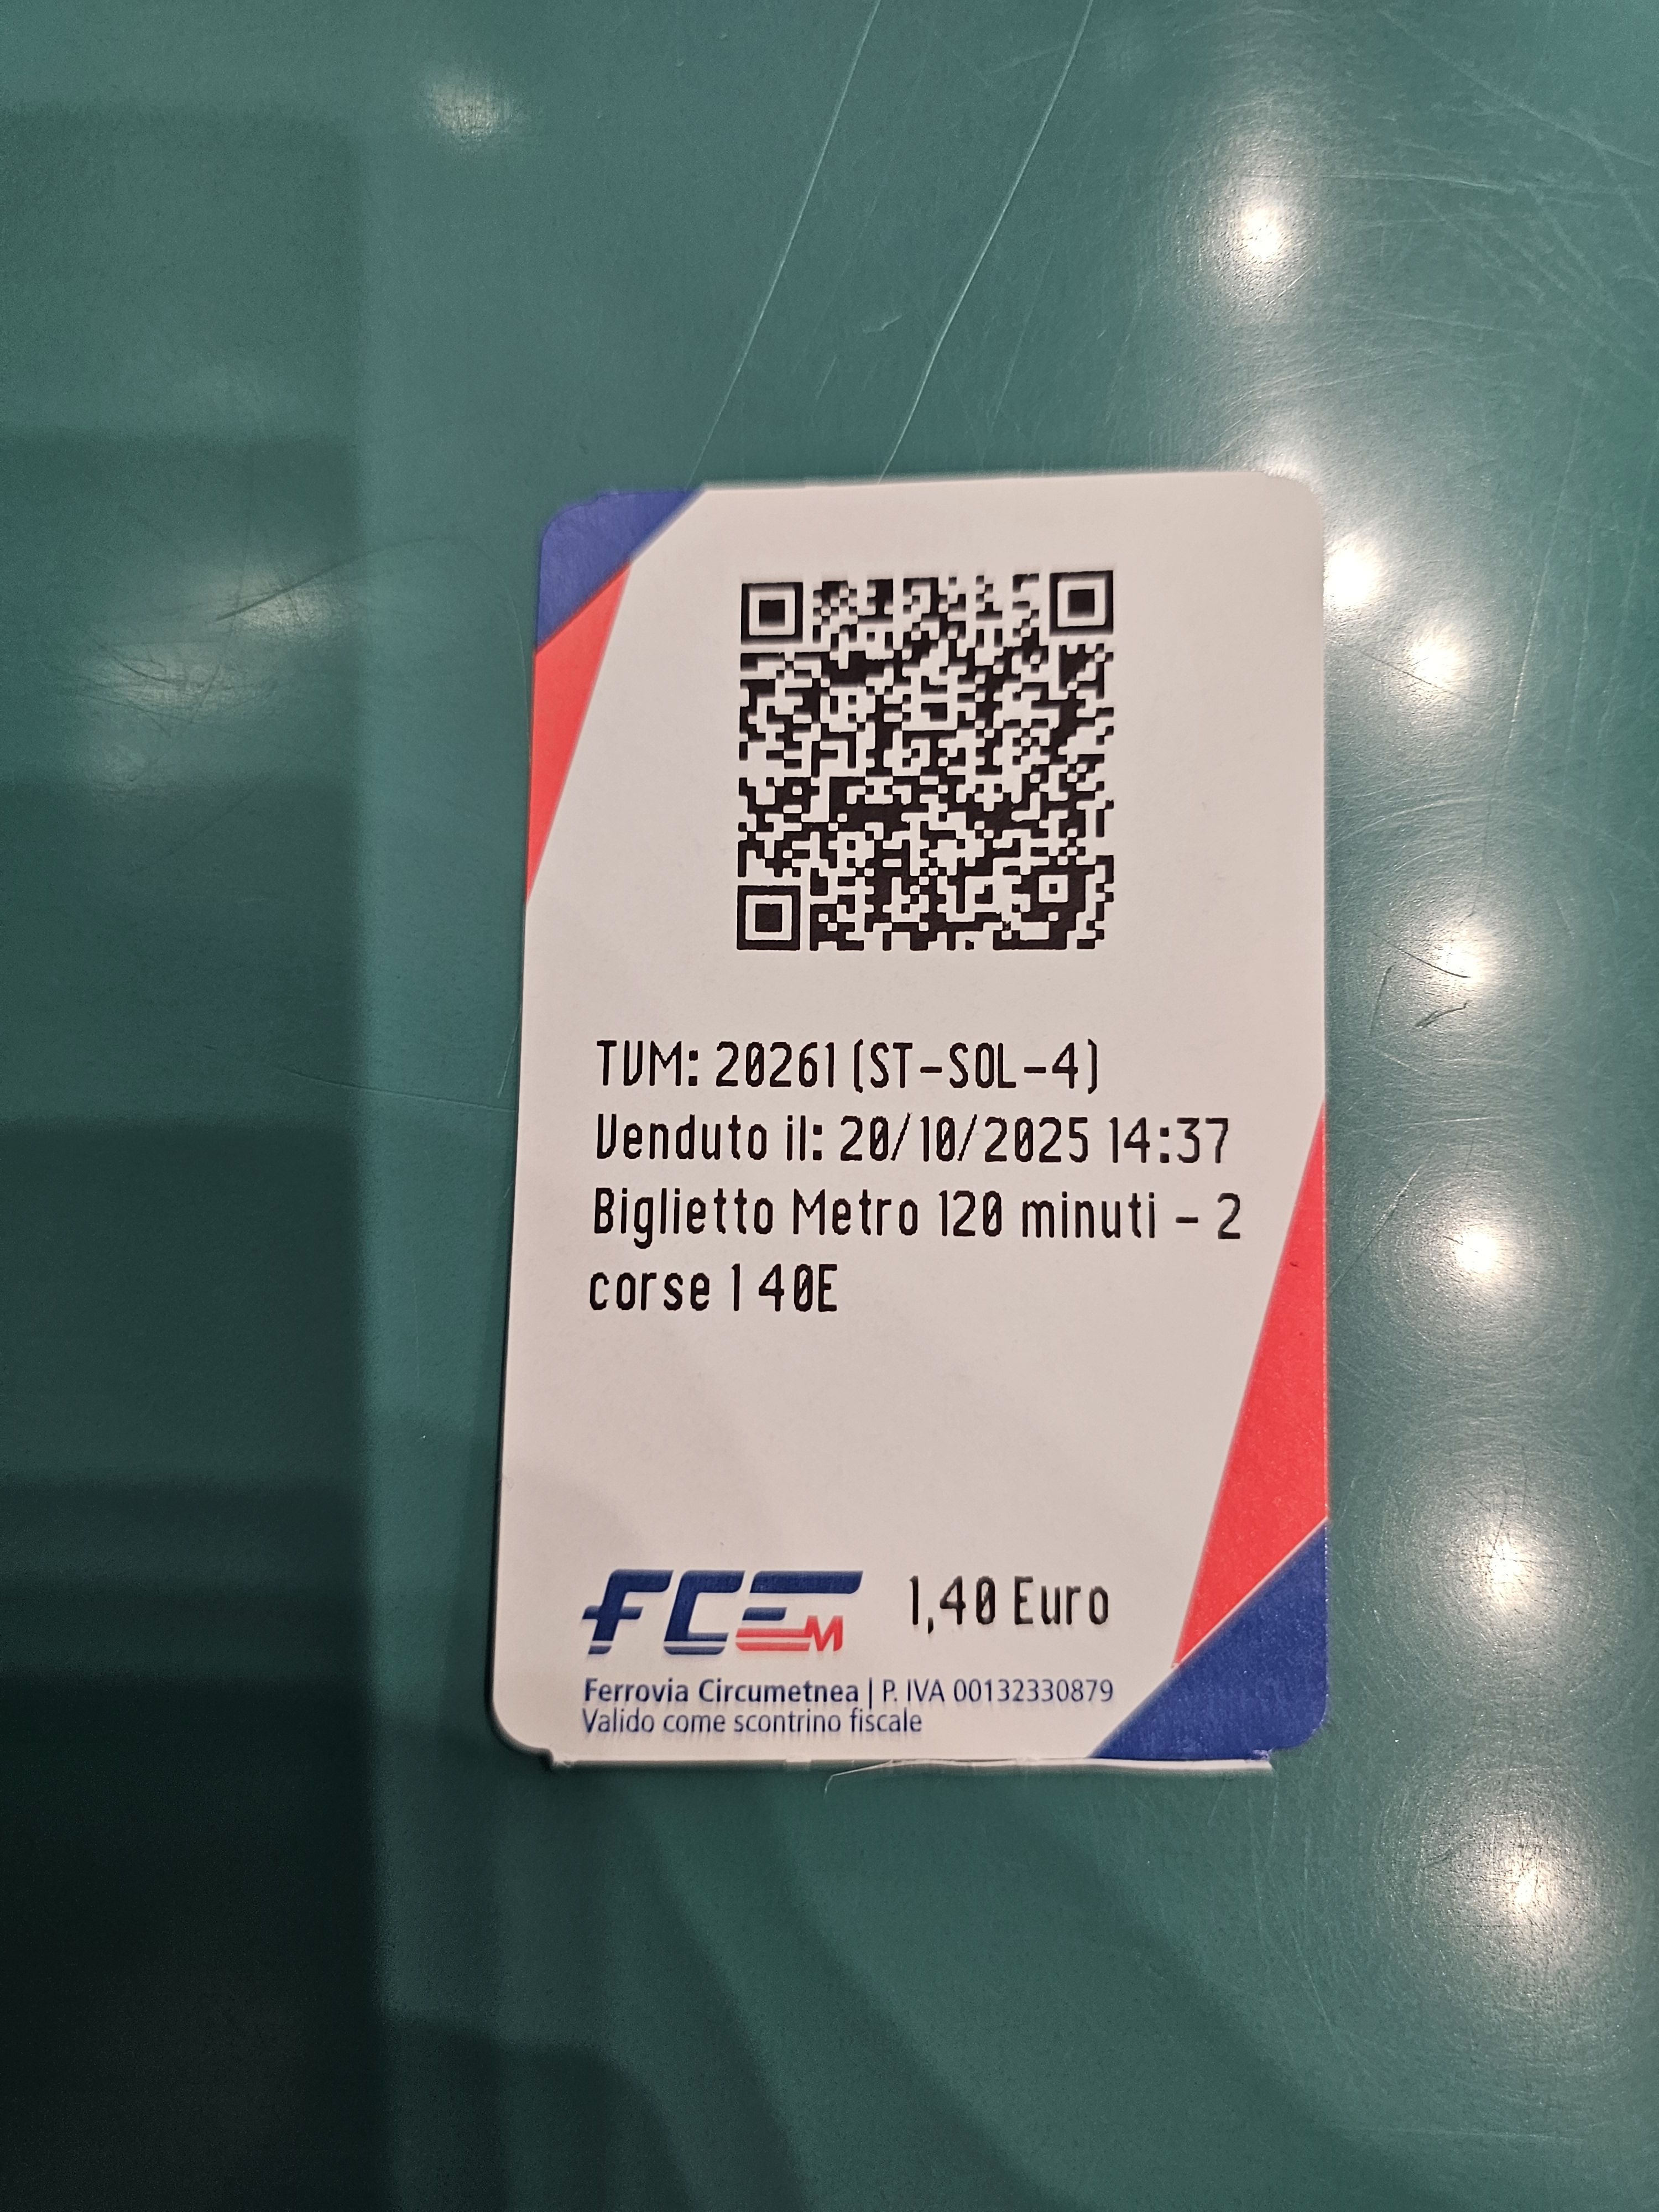 TVM: 20261 (ST-SOL-4)
Venduto il: 20/10/2025 14:37
Biglietto Metro 120 minuti - 2
corse 1 40E
FCE M 1,40 Euro
Ferrovia Circumetnea | P. IVA 00132330879
Valido come scontrino fiscale